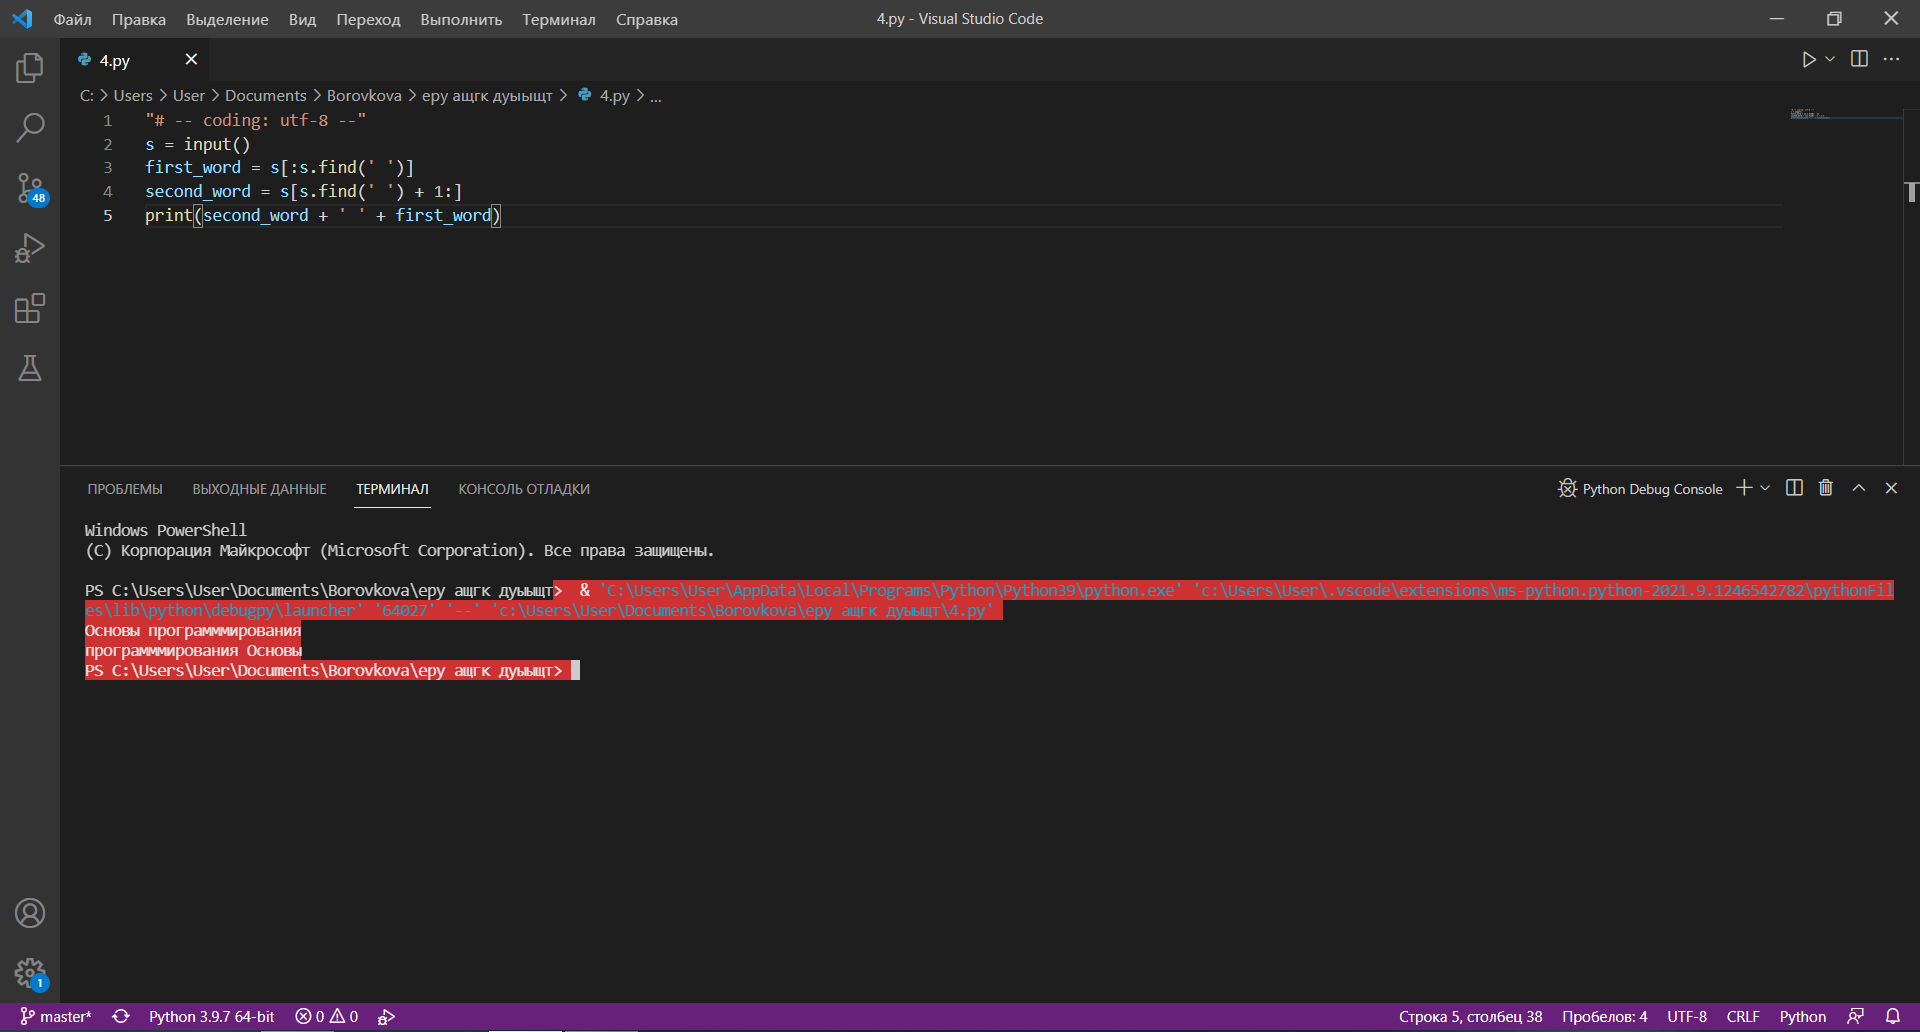 Файл Правка Выделение Вид Переход Выполнить Терминал Справка 4.py - Visual Studio Code
4.py
C: > Users > User > Documents > Borovkova > еру ащгк дуыыщт > 4.py > ...
1 "# -- coding: utf-8 --"
2 s = input()
3 first_word = s[:s.find(' ')]
4 second_word = s[s.find(' ') + 1:]
5 print(second_word + ' ' + first_word)
48
ПРОБЛЕМЫ ВЫХОДНЫЕ ДАННЫЕ ТЕРМИНАЛ КОНСОЛЬ ОТЛАДКИ Python Debug Console
Windows PowerShell
(С) Корпорация Майкрософт (Microsoft Corporation). Все права защищены.
PS C:\Users\User\Documents\Borovkova\еру ащгк дуыыщт>  & 'C:\Users\User\AppData\Local\Programs\Python\Python39\python.exe' 'c:\Users\User\.vscode\extensions\ms-python.python-2021.9.1246542782\pythonFil
es\lib\python\debugpy\launcher' '64027' '--' 'c:\Users\User\Documents\Borovkova\еру ащгк дуыыщт\4.py'
Основы программмирования
программмирования Основы
PS C:\Users\User\Documents\Borovkova\еру ащгк дуыыщт>
1
master* Python 3.9.7 64-bit 0 0 Строка 5, столбец 38 Пробелов: 4 UTF-8 CRLF Python